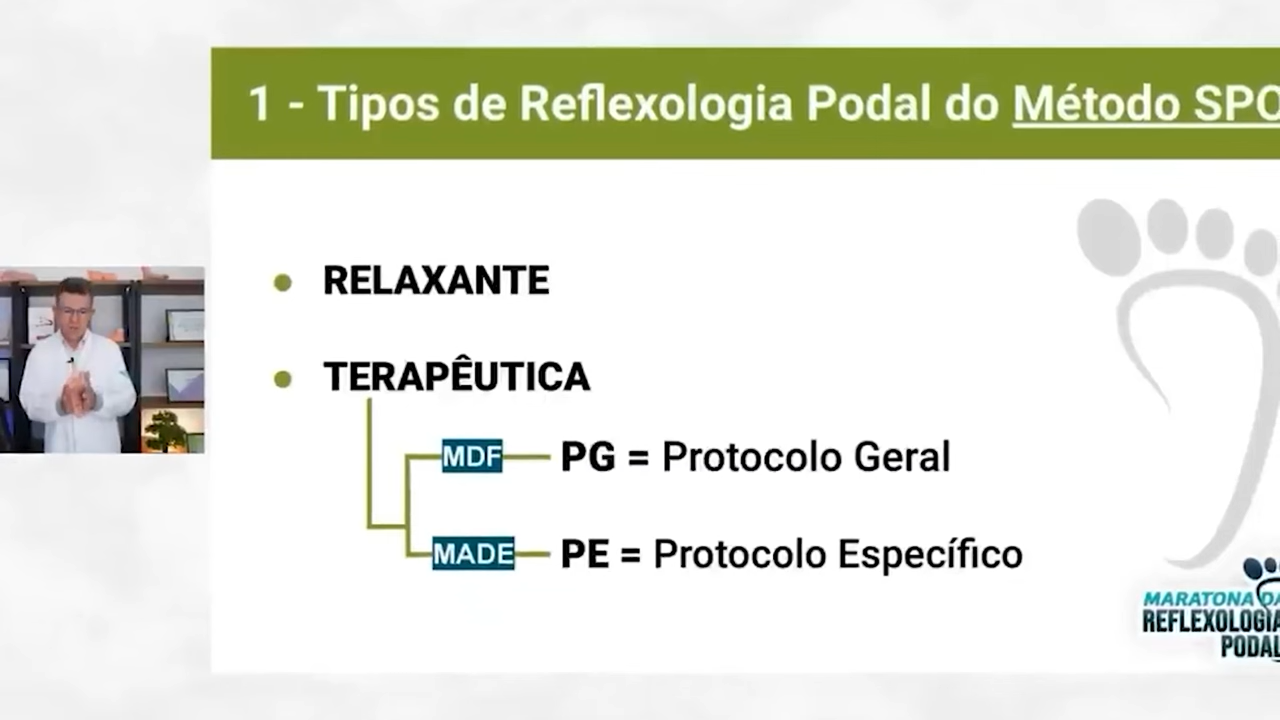 1 - Tipos de Reflexologia Podal do Método SPO
RELAXANTE
TERAPÊUTICA
MDF PG = Protocolo Geral
MADE PE = Protocolo Específico
MARATONA DA
REFLEXOLOGIA
PODAL